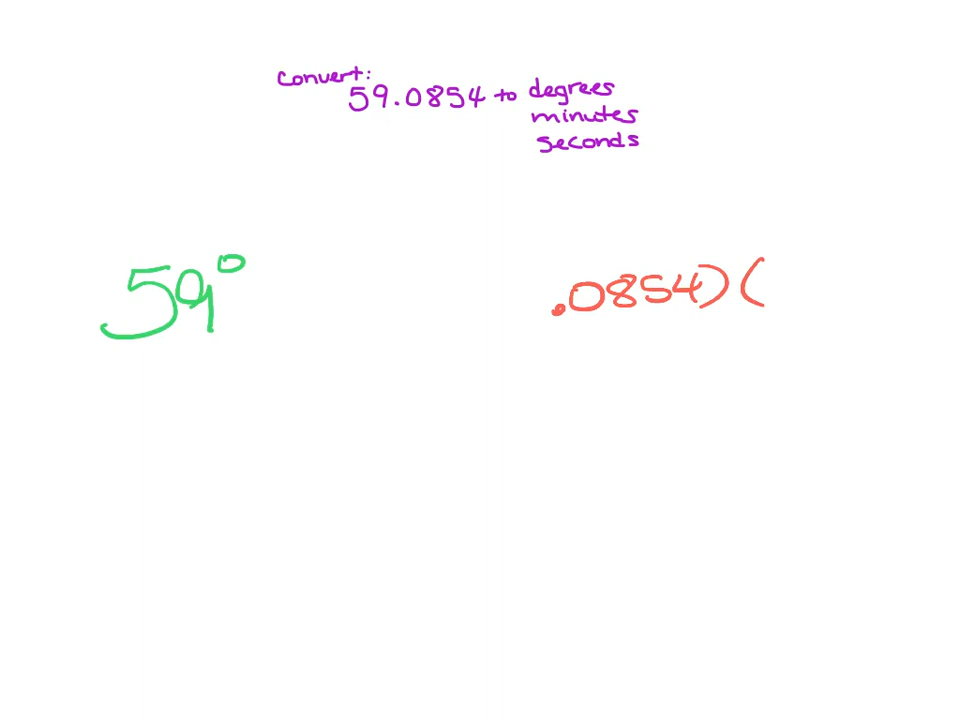 Convert:
59.0854 to degrees
minutes
seconds
59° .0854)(